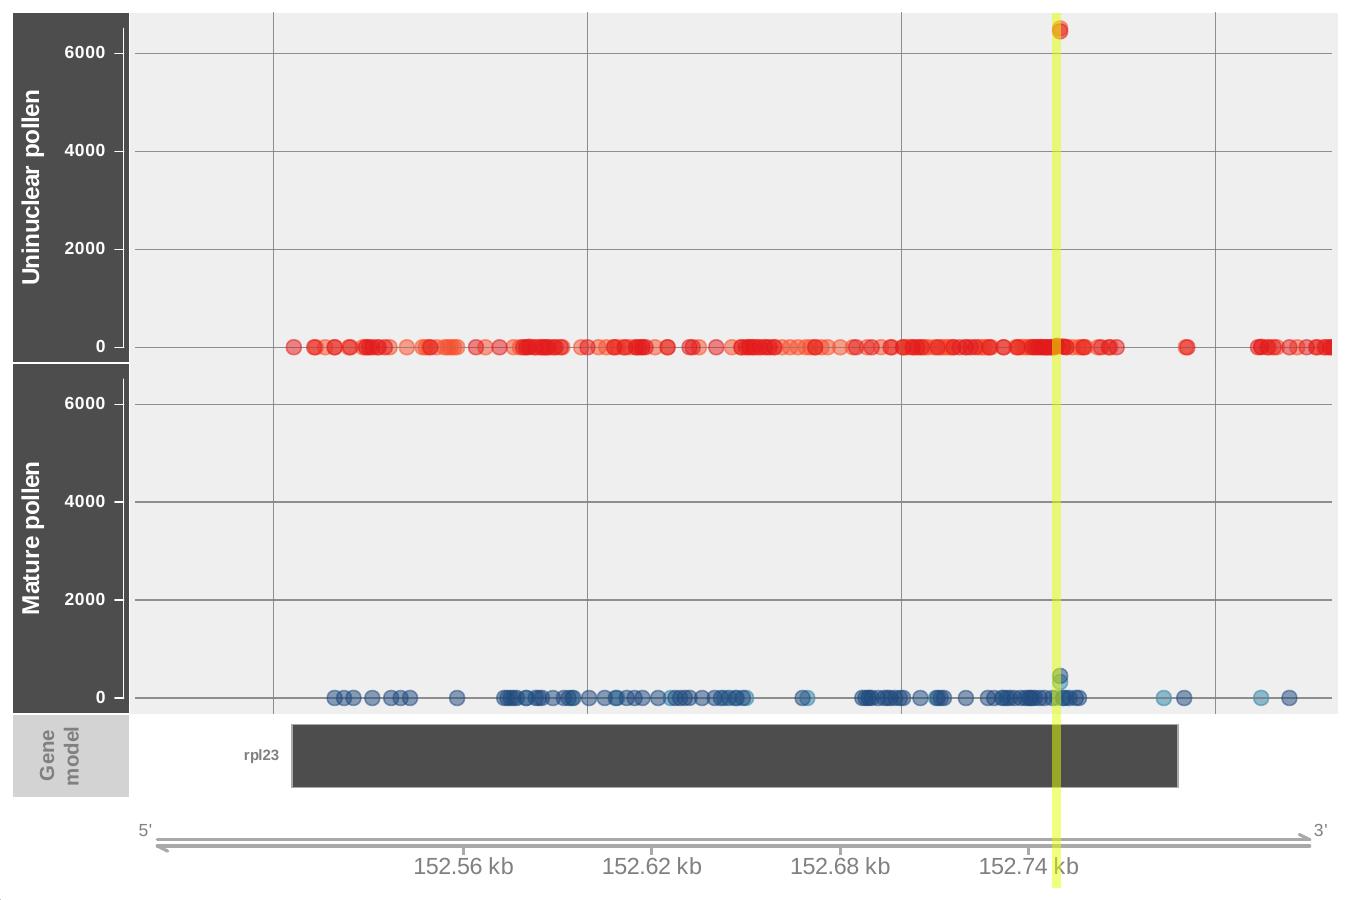 Uninuclear pollen
6000
4000
2000
0
Mature pollen
6000
4000
2000
0
Gene
model
rpl23
5' 3'
152.56 kb 152.62 kb 152.68 kb 152.74 kb